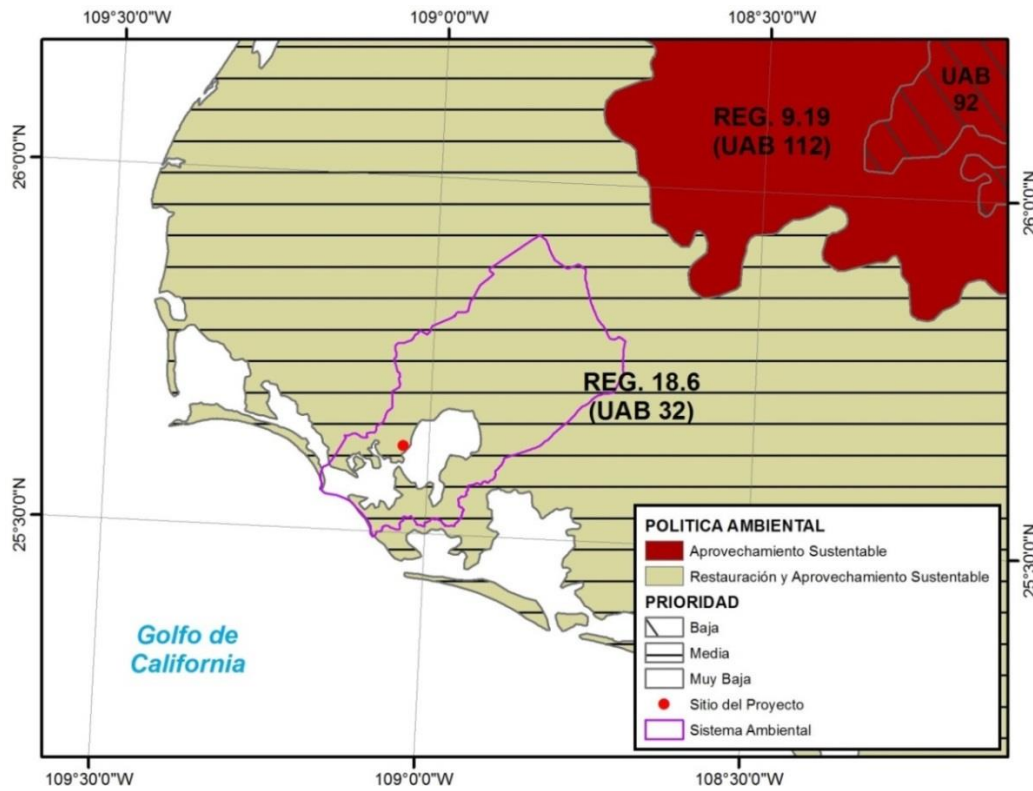 109°30'0"W 109°0'0"W 108°30'0"W
26°0'0"N
25°30'0"N
UAB
92
REG. 9.19
(UAB 112)
26°0'0"N
REG. 18.6
(UAB 32)
25°30'0"N
Golfo de
California
POLITICA AMBIENTAL
Aprovechamiento Sustentable
Restauración y Aprovechamiento Sustentable
PRIORIDAD
Baja
Media
Muy Baja
Sitio del Proyecto
Sistema Ambiental
109°30'0"W 109°0'0"W 108°30'0"W